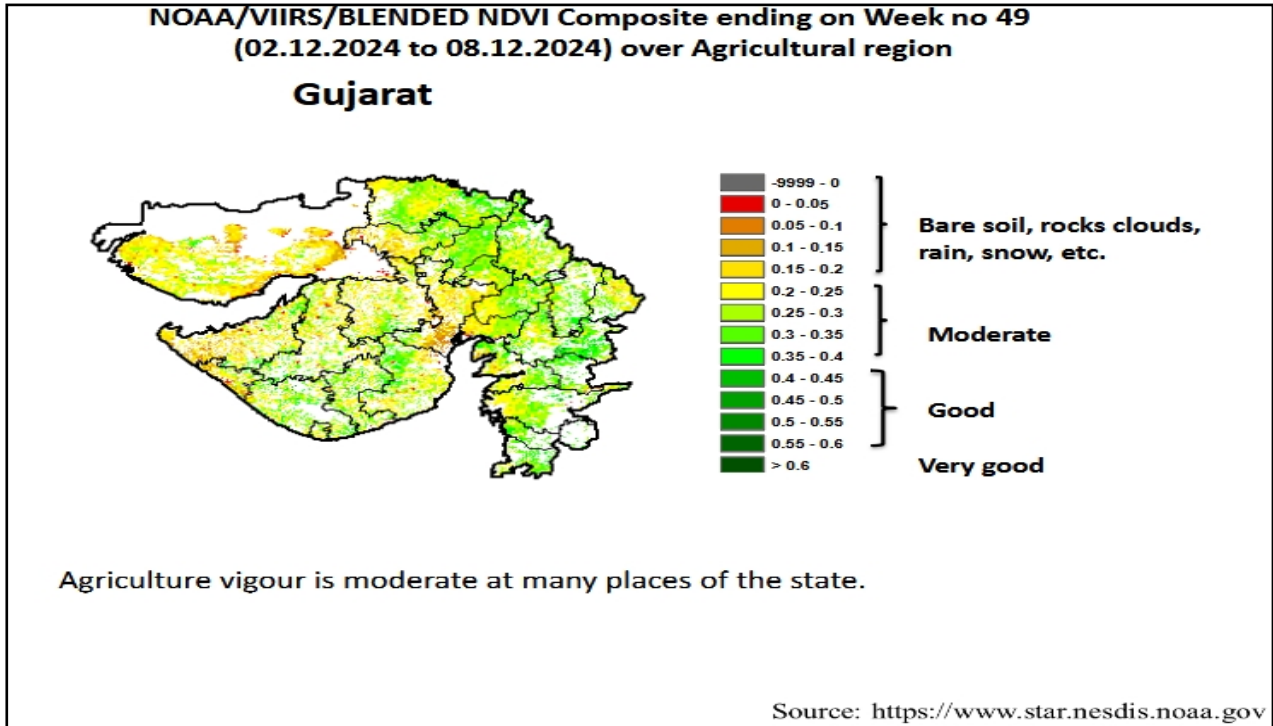 NOAA/VIIRS/BLENDED NDVI Composite ending on Week no 49
(02.12.2024 to 08.12.2024) over Agricultural region
Gujarat
-9999 - 0
0 - 0.05
0.05 - 0.1
0.1 - 0.15
0.15 - 0.2
0.2 - 0.25
0.25 - 0.3
0.3 - 0.35
0.35 - 0.4
0.4 - 0.45
0.45 - 0.5
0.5 - 0.55
0.55 - 0.6
> 0.6
Bare soil, rocks clouds,
rain, snow, etc.
Moderate
Good
Very good
Agriculture vigour is moderate at many places of the state.
Source: https://www.star.nesdis.noaa.gov